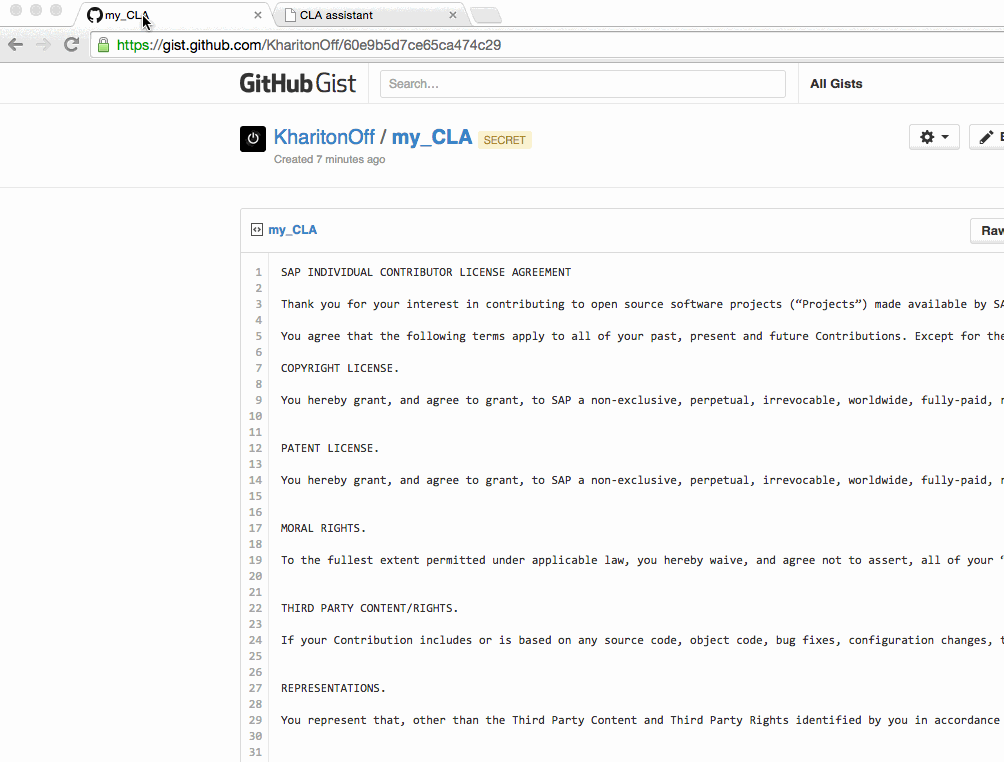 my_CLA
CLA assistant
https://gist.github.com/KharitonOff/60e9b5d7ce65ca474c29
GitHub Gist Search... All Gists
KharitonOff / my_CLA SECRET
Created 7 minutes ago
my_CLA
Raw
1 SAP INDIVIDUAL CONTRIBUTOR LICENSE AGREEMENT
2
3 Thank you for your interest in contributing to open source software projects (“Projects”) made available by SA
4
5 You agree that the following terms apply to all of your past, present and future Contributions. Except for the
6
7 COPYRIGHT LICENSE.
8
9 You hereby grant, and agree to grant, to SAP a non-exclusive, perpetual, irrevocable, worldwide, fully-paid,
10
11
12 PATENT LICENSE.
13
14 You hereby grant, and agree to grant, to SAP a non-exclusive, perpetual, irrevocable, worldwide, fully-paid,
15
16
17 MORAL RIGHTS.
18
19 To the fullest extent permitted under applicable law, you hereby waive, and agree not to assert, all of your “
20
21
22 THIRD PARTY CONTENT/RIGHTS.
23
24 If your Contribution includes or is based on any source code, object code, bug fixes, configuration changes,
25
26
27 REPRESENTATIONS.
28
29 You represent that, other than the Third Party Content and Third Party Rights identified by you in accordance
30
31